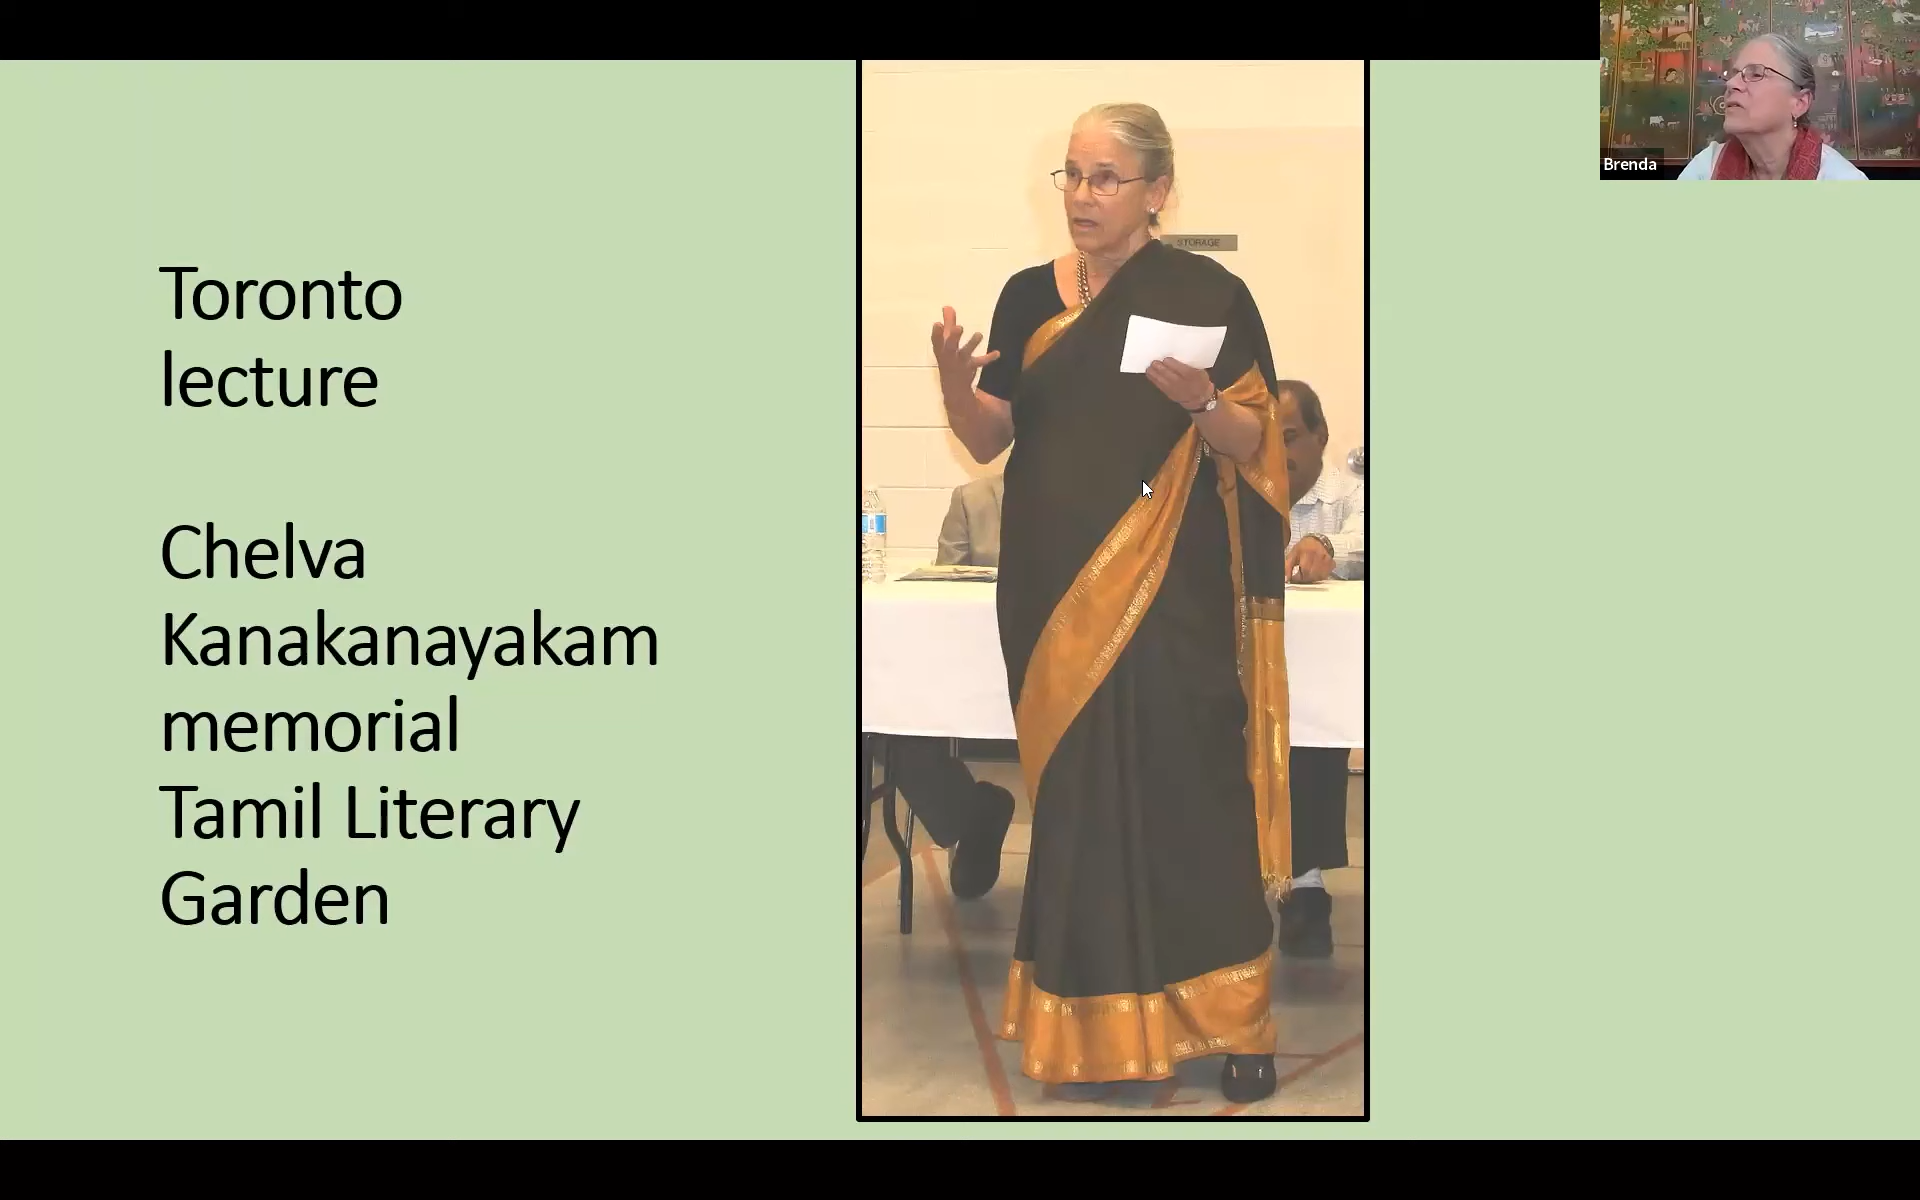 Toronto
lecture
Chelva
Kanakanayakam
memorial
Tamil Literary
Garden
STORAGE
Brenda